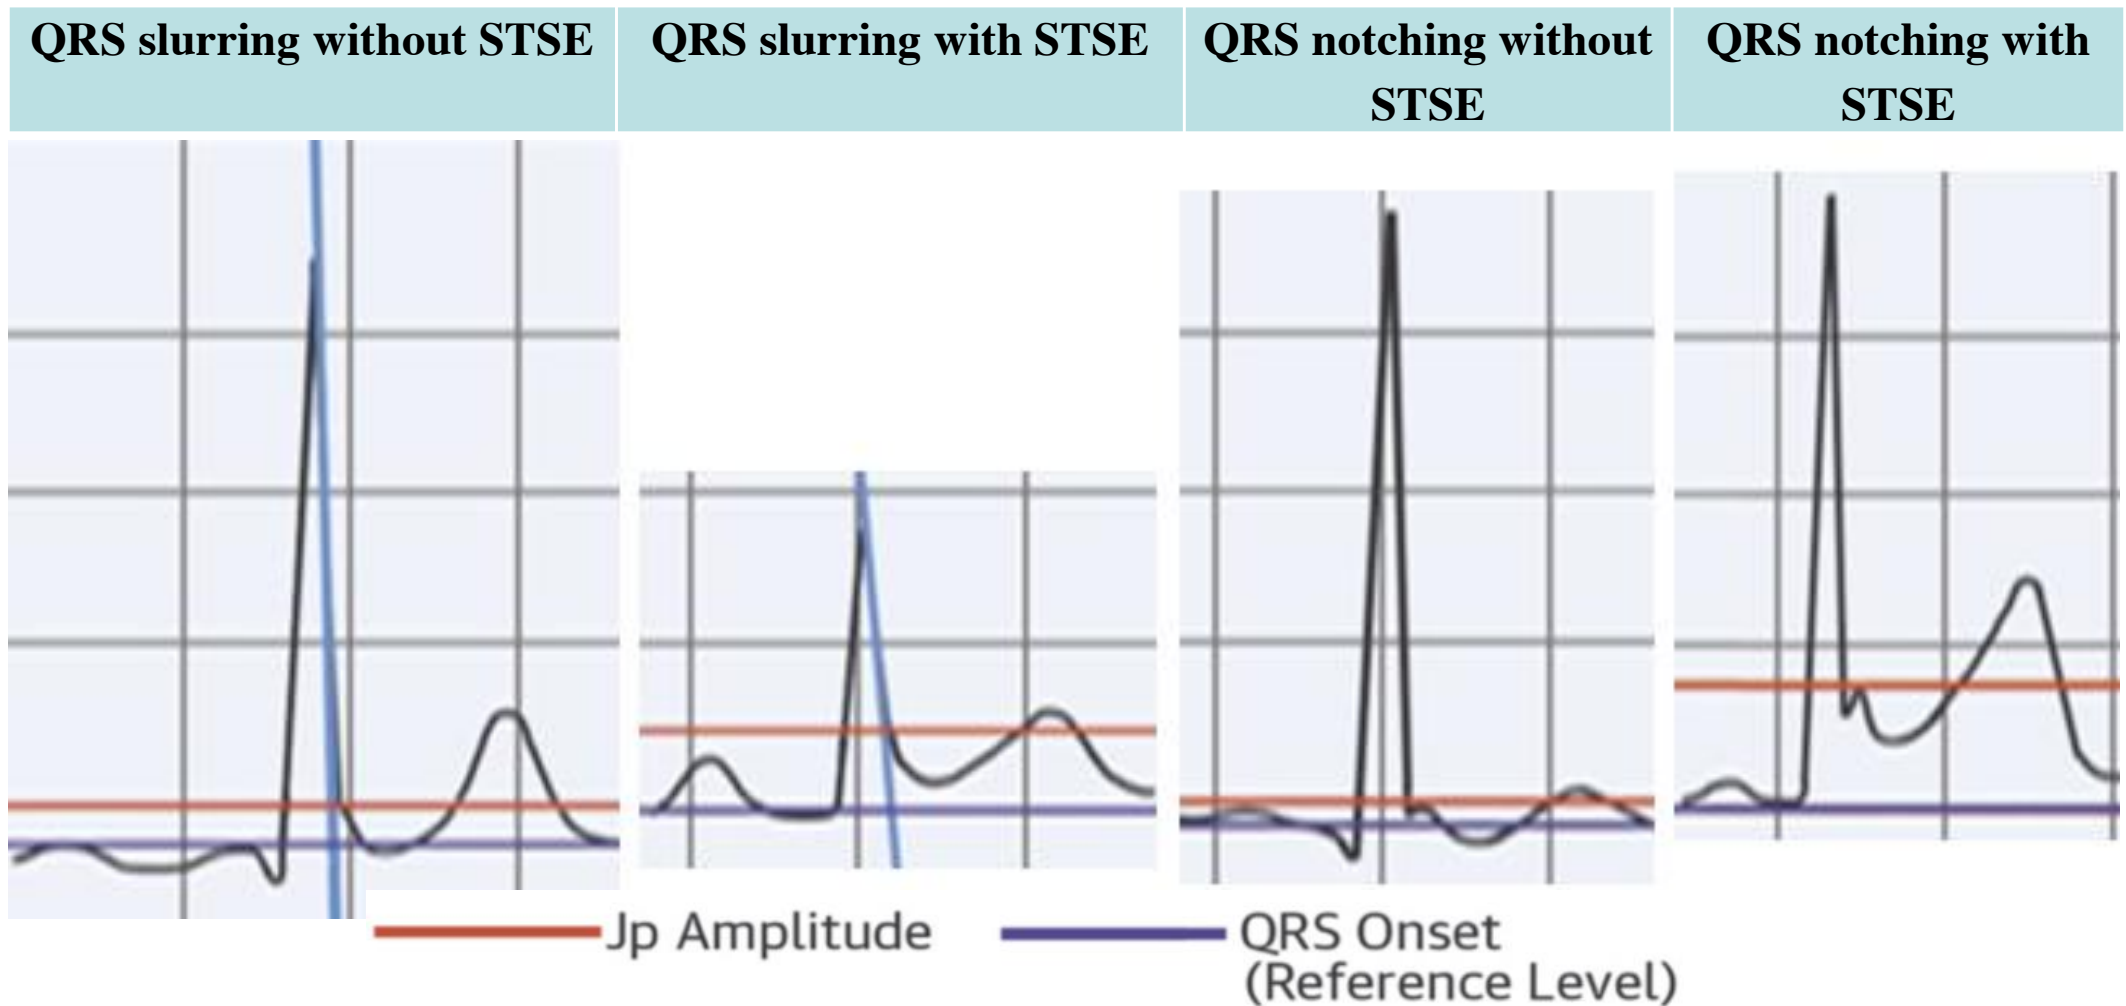 QRS slurring without STSE
QRS slurring with STSE
QRS notching without
STSE
QRS notching with
STSE
Jp Amplitude
QRS Onset
(Reference Level)